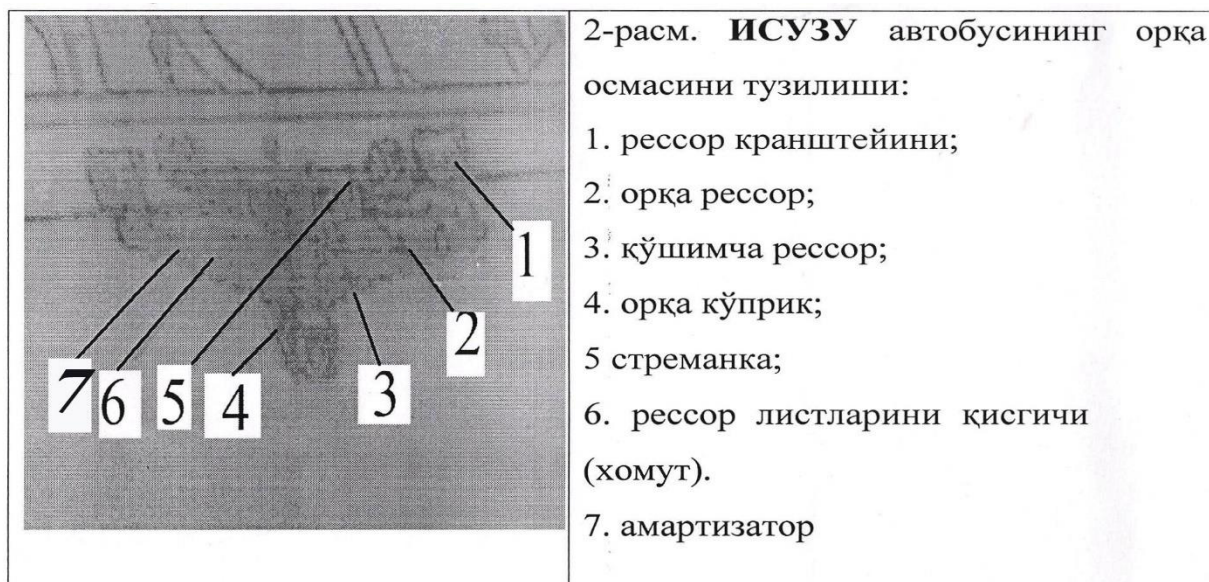 2-расм. ИСУЗУ автобусининг орқа
осмасини тузилиши:
1. рессор кранштейини;
2. орқа рессор;
3. қўшимча рессор;
4. орқа кўприк;
5 стреманка;
6. рессор листларини қисгичи
(хомут).
7. амартизатор
1
2
3
4
5
6
7